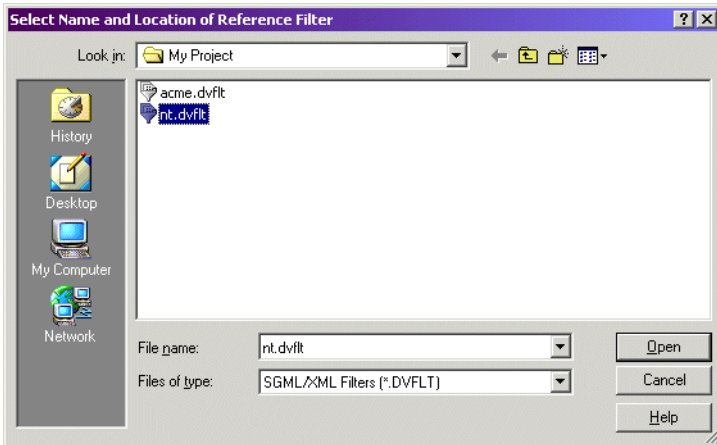 Select Name and Location of Reference Filter
Look in: My Project
acme.dvflt
nt.dvflt
History
Desktop
My Computer
Network
File name: nt.dvflt Open
Files of type: SGML/XML Filters (*.DVFLT) Cancel
Help